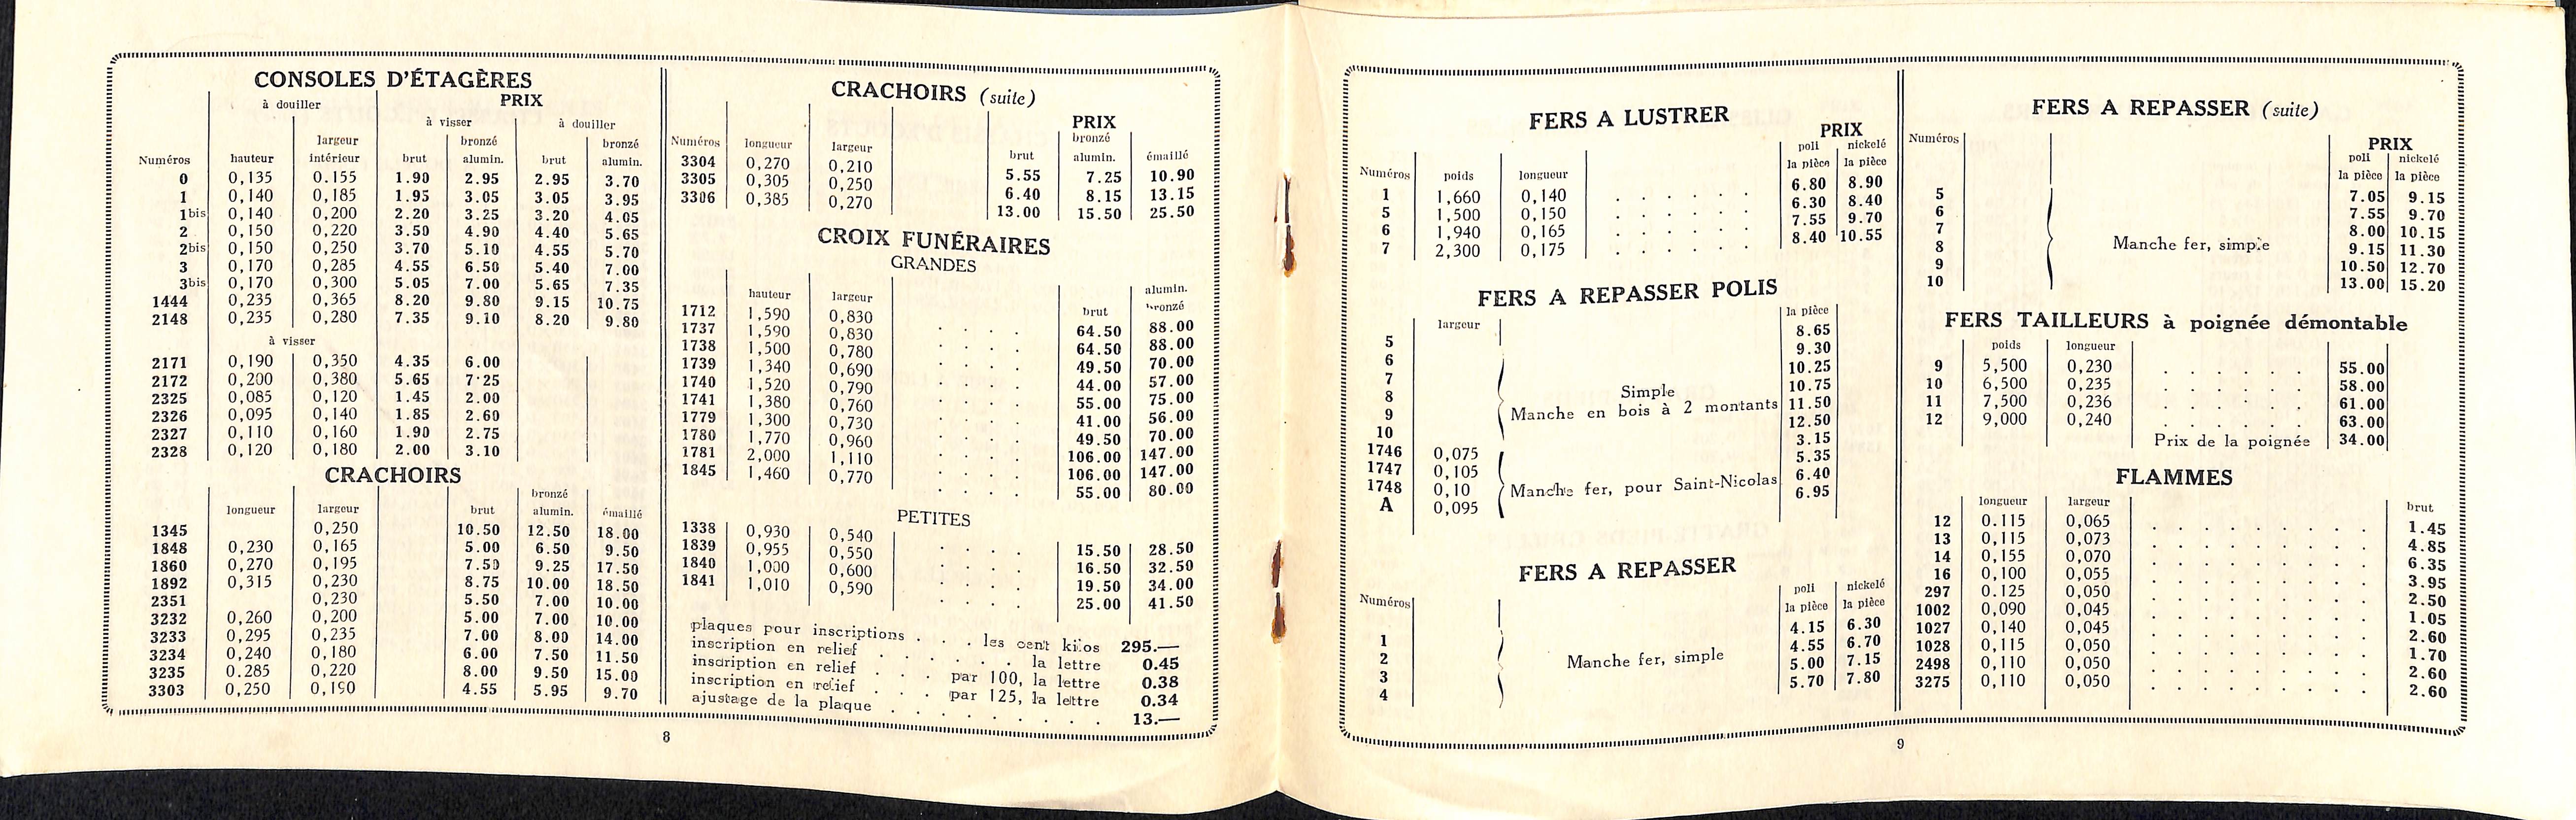 CONSOLES D'ÉTAGÈRES
à douiller PRIX
à visser à douiller
largeur bronzé bronzé
Numéros hauteur intérieur brut alumin. brut alumin.
0 0,135 0.155 1.90 2.95 2.95 3.70
1 0,140 0,185 1.95 3.05 3.05 3.95
1bis 0,140 0,200 2.20 3.25 3.20 4.05
2 0,150 0,220 3.50 4.90 4.40 5.65
2bis 0,150 0,250 3.70 5.10 4.55 5.70
3 0,170 0,285 4.55 6.50 5.40 7.00
3bis 0,170 0,300 5.05 7.00 5.65 7.35
1444 0,235 0,365 8.20 9.80 9.15 10.75
2148 0,235 0,280 7.35 9.10 8.20 9.80
à visser
2171 0,190 0,350 4.35 6.00
2172 0,200 0,380 5.65 7·25
2325 0,085 0,120 1.45 2.00
2326 0,095 0,140 1.85 2.60
2327 0,110 0,160 1.90 2.75
2328 0,120 0,180 2.00 3.10
CRACHOIRS
bronzé
longueur largeur brut alumin. émaillé
1345 0,250 10.50 12.50 18.00
1848 0,230 0,165 5.00 6.50 9.50
1860 0,270 0,195 7.50 9.25 17.50
1892 0,315 0,230 8.75 10.00 18.50
2351 0,230 5.50 7.00 10.00
3232 0,260 0,200 5.00 7.00 10.00
3233 0,295 0,235 7.00 8.00 14.00
3234 0,240 0,180 6.00 7.50 11.50
3235 0.285 0,220 8.00 9.50 15.00
3303 0,250 0,190 4.55 5.95 9.70
CRACHOIRS (suite)
PRIX
bronzé
Numéros longueur largeur brut alumin. émaillé
3304 0,270 0,210 5.55 7.25 10.90
3305 0,305 0,250 6.40 8.15 13.15
3306 0,385 0,270 13.00 15.50 25.50
CROIX FUNÉRAIRES
GRANDES
alumin.
hauteur largeur brut bronzé
1712 1,590 0,830 . . . . 64.50 88.00
1737 1,590 0,830 . . . . 64.50 88.00
1738 1,500 0,780 . . . . 49.50 70.00
1739 1,340 0,690 . . . . 44.00 57.00
1740 1,520 0,790 . . . . 55.00 75.00
1741 1,380 0,760 . . . . 41.00 56.00
1779 1,300 0,730 . . . . 49.50 70.00
1780 1,770 0,960 . . . . 106.00 147.00
1781 2,000 1,110 . . . . 106.00 147.00
1845 1,460 0,770 . . . . 55.00 80.00
PETITES
1338 0,930 0,540 . . . . 15.50 28.50
1839 0,955 0,550 . . . . 16.50 32.50
1840 1,000 0,600 . . . . 19.50 34.00
1841 1,010 0,590 . . . . 25.00 41.50
plaques pour inscriptions . . . les cent kilos 295.—
inscription en relief . . . . . . . la lettre 0.45
inscription en relief . . . par 100, la lettre 0.38
inscription en relief . . . par 125, la lettre 0.34
ajustage de la plaque . . . . . . . . . 13.—
8
FERS A LUSTRER
PRIX
poli nickelé
Numéros poids longueur la pièce la pièce
1 1,660 0,140 . . . . . . 6.80 8.90
5 1,500 0,150 . . . . . . 6.30 8.40
6 1,940 0,165 . . . . . . 7.55 9.70
7 2,300 0,175 . . . . . . 8.40 10.55
FERS A REPASSER POLIS
largeur la pièce
5 8.65
6 9.30
7 10.25
8 Simple 10.75
9 Manche en bois à 2 montants 11.50
10 12.50
1746 0,075 3.15
1747 0,105 5.35
1748 0,10 Manche fer, pour Saint-Nicolas 6.40
A 0,095 6.95
FERS A REPASSER
poli nickelé
Numéros la pièce la pièce
1 4.15 6.30
2 4.55 6.70
3 Manche fer, simple 5.00 7.15
4 5.70 7.80
FERS A REPASSER (suite)
Numéros PRIX
poli nickelé
la pièce la pièce
5 7.05 9.15
6 7.55 9.70
7 8.00 10.15
8 Manche fer, simple 9.15 11.30
9 10.50 12.70
10 13.00 15.20
FERS TAILLEURS à poignée démontable
poids longueur
9 5,500 0,230 . . . . . . 55.00
10 6,500 0,235 . . . . . . 58.00
11 7,500 0,236 . . . . . . 61.00
12 9,000 0,240 . . . . . . 63.00
Prix de la poignée 34.00
FLAMMES
longueur largeur brut
12 0.115 0,065 . . . . . . . . . 1.45
13 0,115 0,073 . . . . . . . . . 4.85
14 0,155 0,070 . . . . . . . . . 6.35
16 0,100 0,055 . . . . . . . . . 3.95
297 0.125 0,050 . . . . . . . . . 2.50
1002 0,090 0,045 . . . . . . . . . 1.05
1027 0,140 0,045 . . . . . . . . . 2.60
1028 0,115 0,050 . . . . . . . . . 1.70
2498 0,110 0,050 . . . . . . . . . 2.60
3275 0,110 0,050 . . . . . . . . . 2.60
9